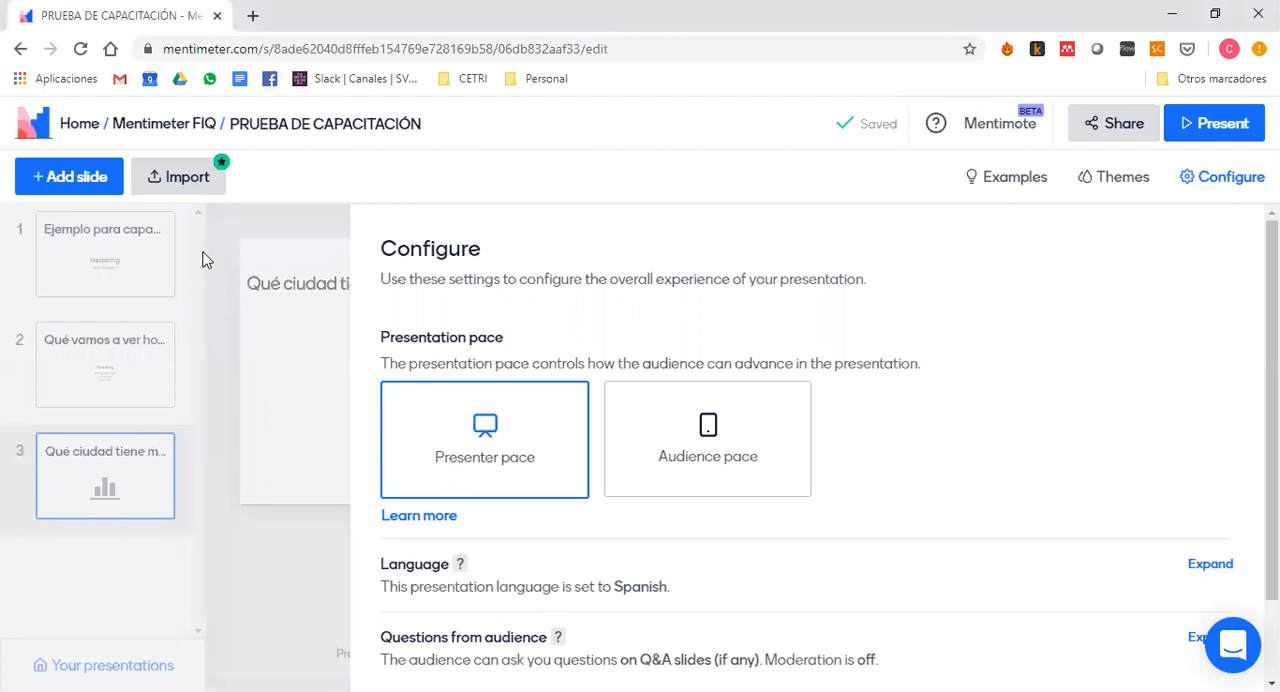 PRUEBA DE CAPACITACIÓN - Me
mentimeter.com/s/8ade62040d8fffeb154769e728169b58/06db832aaf33/edit
Aplicaciones
Slack | Canales | SV...
CETRI
Personal
Otros marcadores
Home / Mentimeter FIQ / PRUEBA DE CAPACITACIÓN
Saved
?
Mentimote
BETA
Share
Present
+ Add slide
Import
Examples
Themes
Configure
1
Ejemplo para capa...
Heading
2
Qué vamos a ver ho...
Heading
3
Qué ciudad tiene m...
Qué ciudad ti
Pr
Your presentations
Configure
Use these settings to configure the overall experience of your presentation.
Presentation pace
The presentation pace controls how the audience can advance in the presentation.
Presenter pace
Audience pace
Learn more
Language ?
Expand
This presentation language is set to Spanish.
Questions from audience ?
Exp
The audience can ask you questions on Q&A slides (if any). Moderation is off.